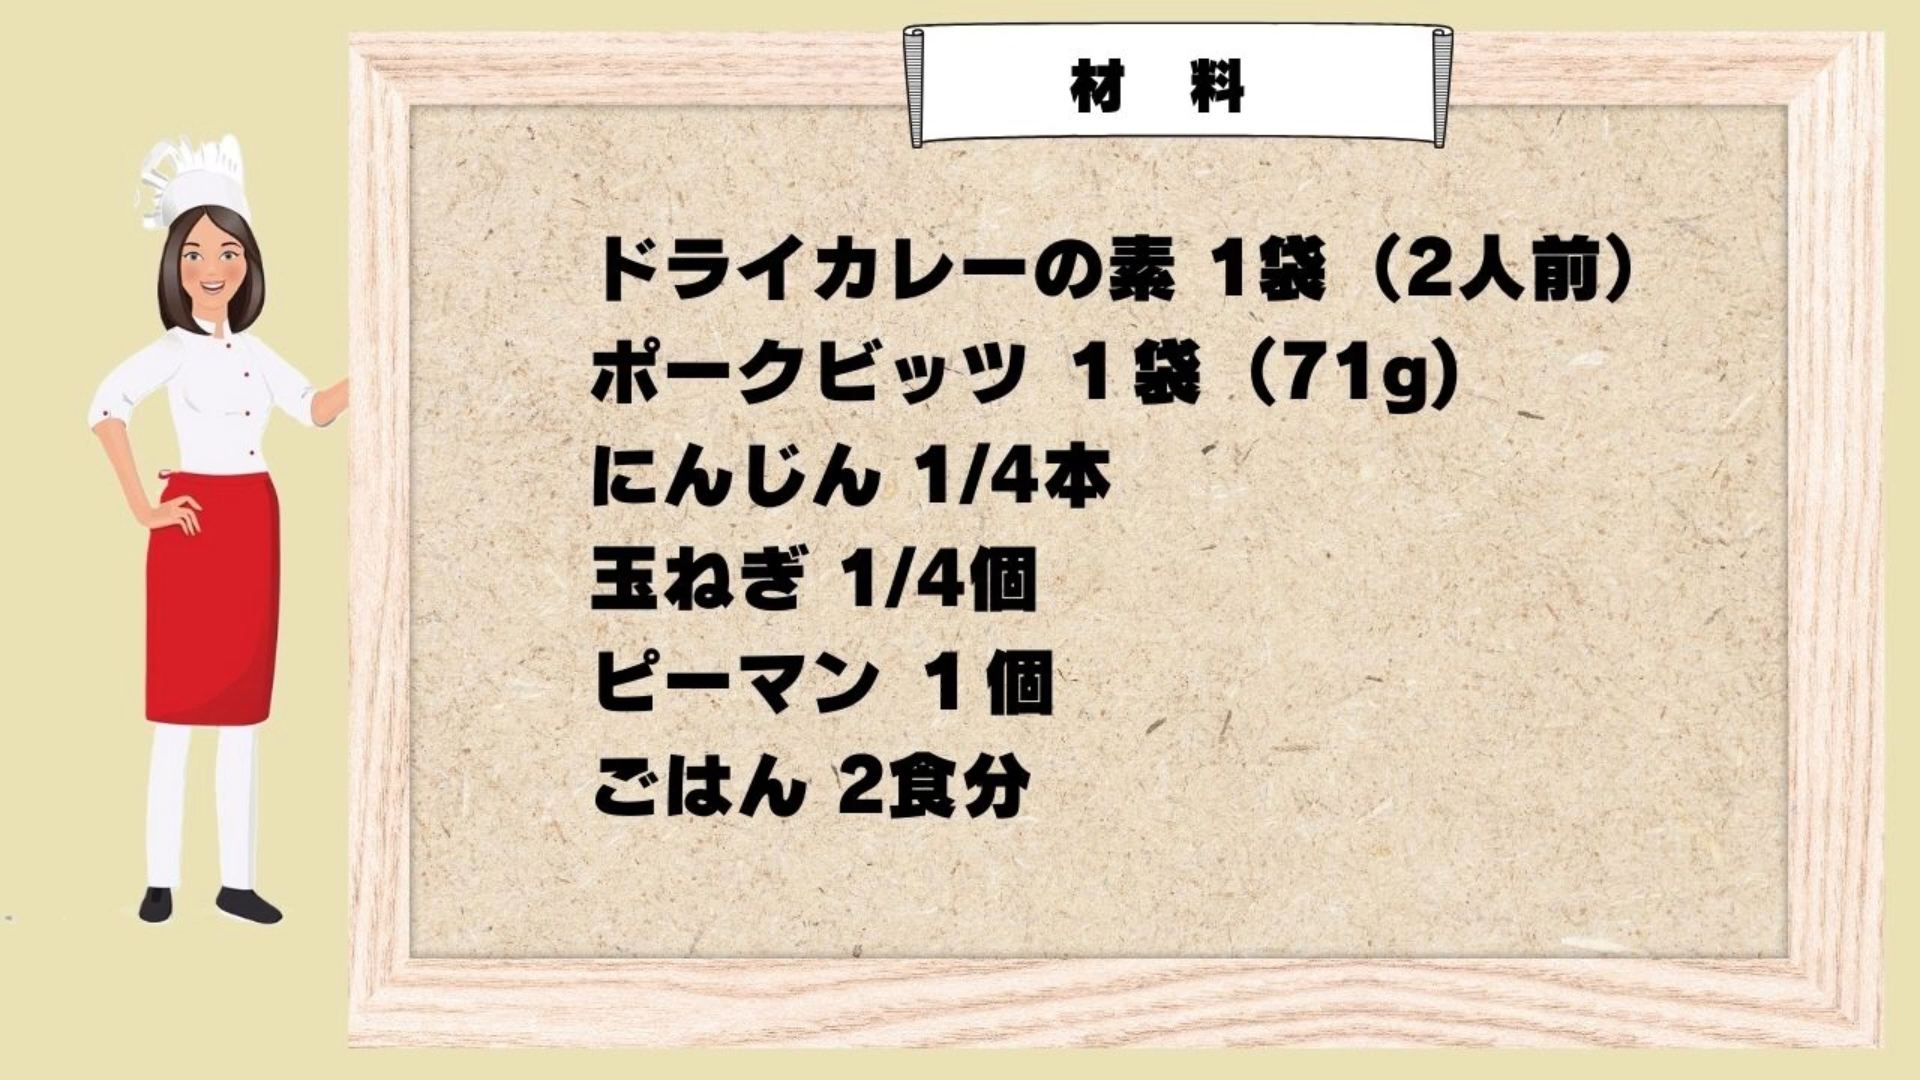 材　料
ドライカレーの素 1袋（2人前）
ポークビッツ １袋（71g）
にんじん 1/4本
玉ねぎ 1/4個
ピーマン １個
ごはん 2食分